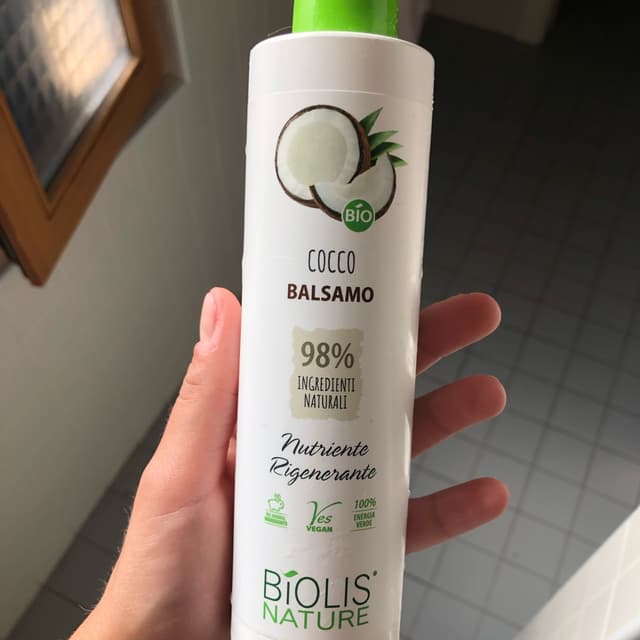 BIO
COCCO
BALSAMO
98%
INGREDIENTI
NATURALI
Nutriente
Rigenerante
Yes
VEGAN
100%
ENERGIA
VERDE
BiOLIS
NATURE